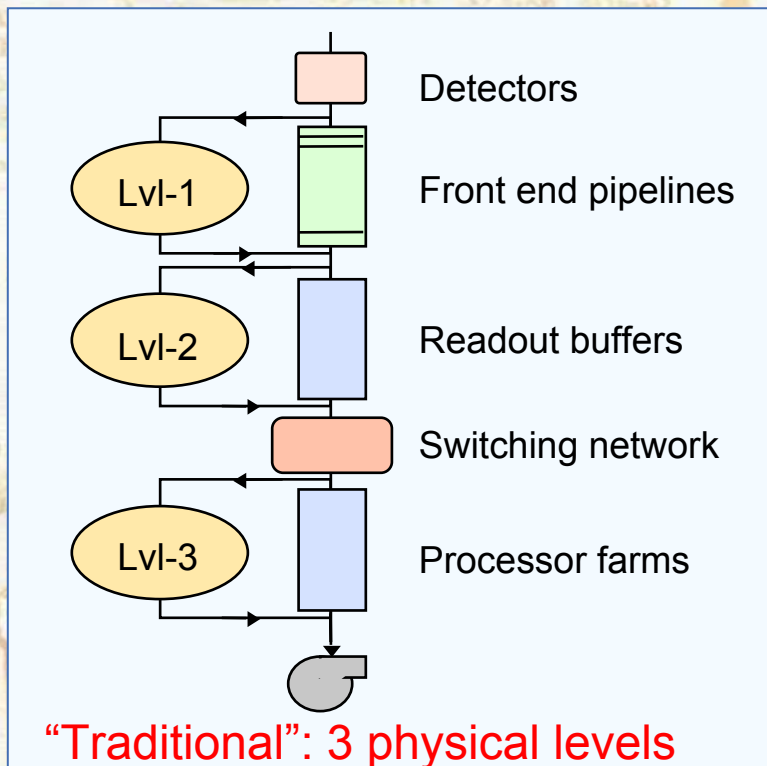 Detectors
Lvl-1
Front end pipelines
Lvl-2
Readout buffers
Switching network
Lvl-3
Processor farms
“Traditional”: 3 physical levels